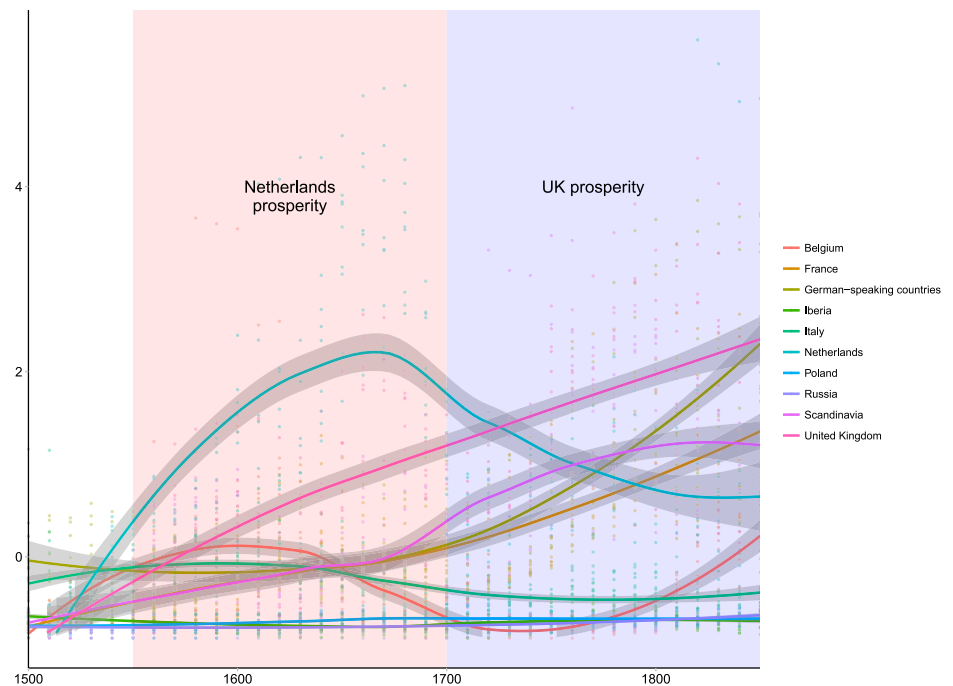 4
2
0
Netherlands
prosperity
UK prosperity
1500
1600
1700
1800
Belgium
France
German−speaking countries
Iberia
Italy
Netherlands
Poland
Russia
Scandinavia
United Kingdom